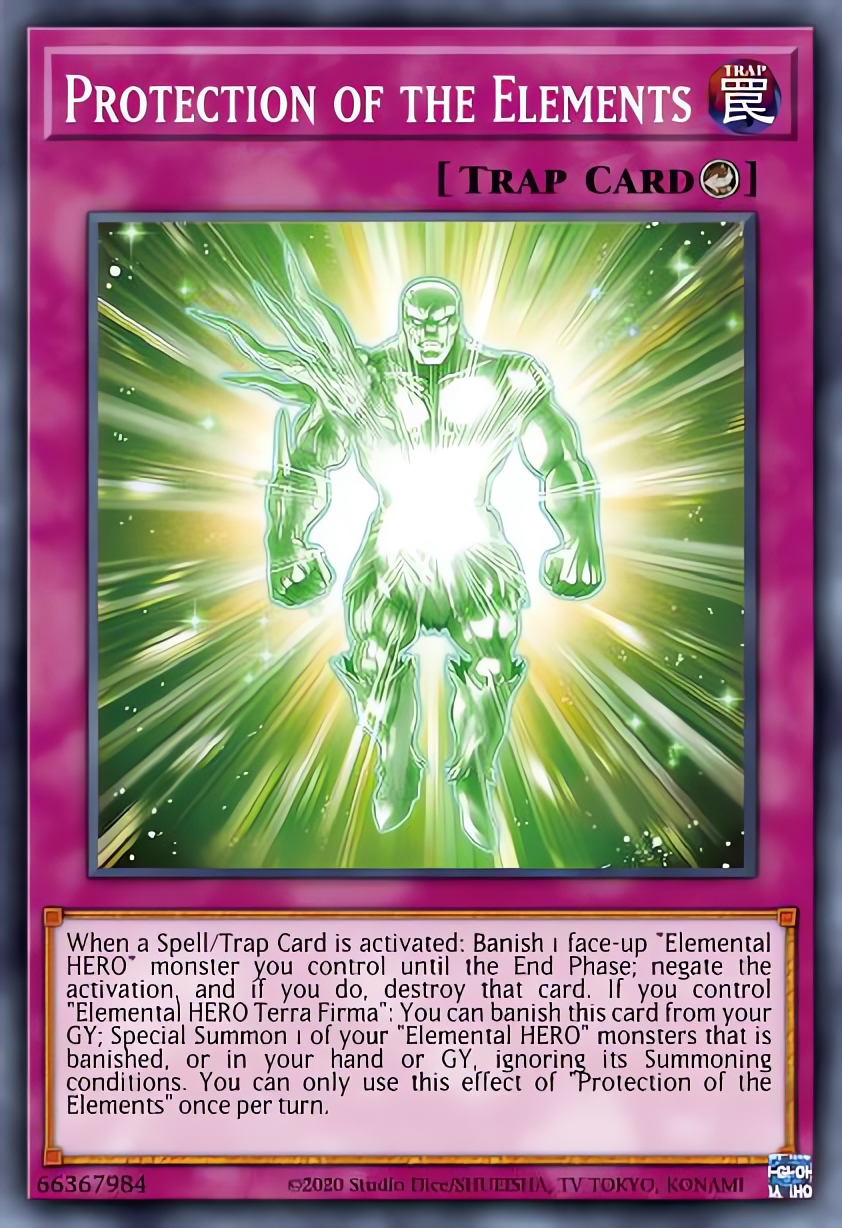 PROTECTION OF THE ELEMENTS
TRAP
罠
[TRAP CARD]
When a Spell/Trap Card is activated: Banish 1 face-up "Elemental
HERO" monster you control until the End Phase; negate the
activation, and if you do, destroy that card. If you control
"Elemental HERO Terra Firma": You can banish this card from your
GY; Special Summon 1 of your "Elemental HERO" monsters that is
banished, or in your hand or GY, ignoring its Summoning
conditions. You can only use this effect of "Protection of the
Elements" once per turn.
66367984
©2020 Studio Dice/SHUEISHA, TV TOKYO, KONAMI